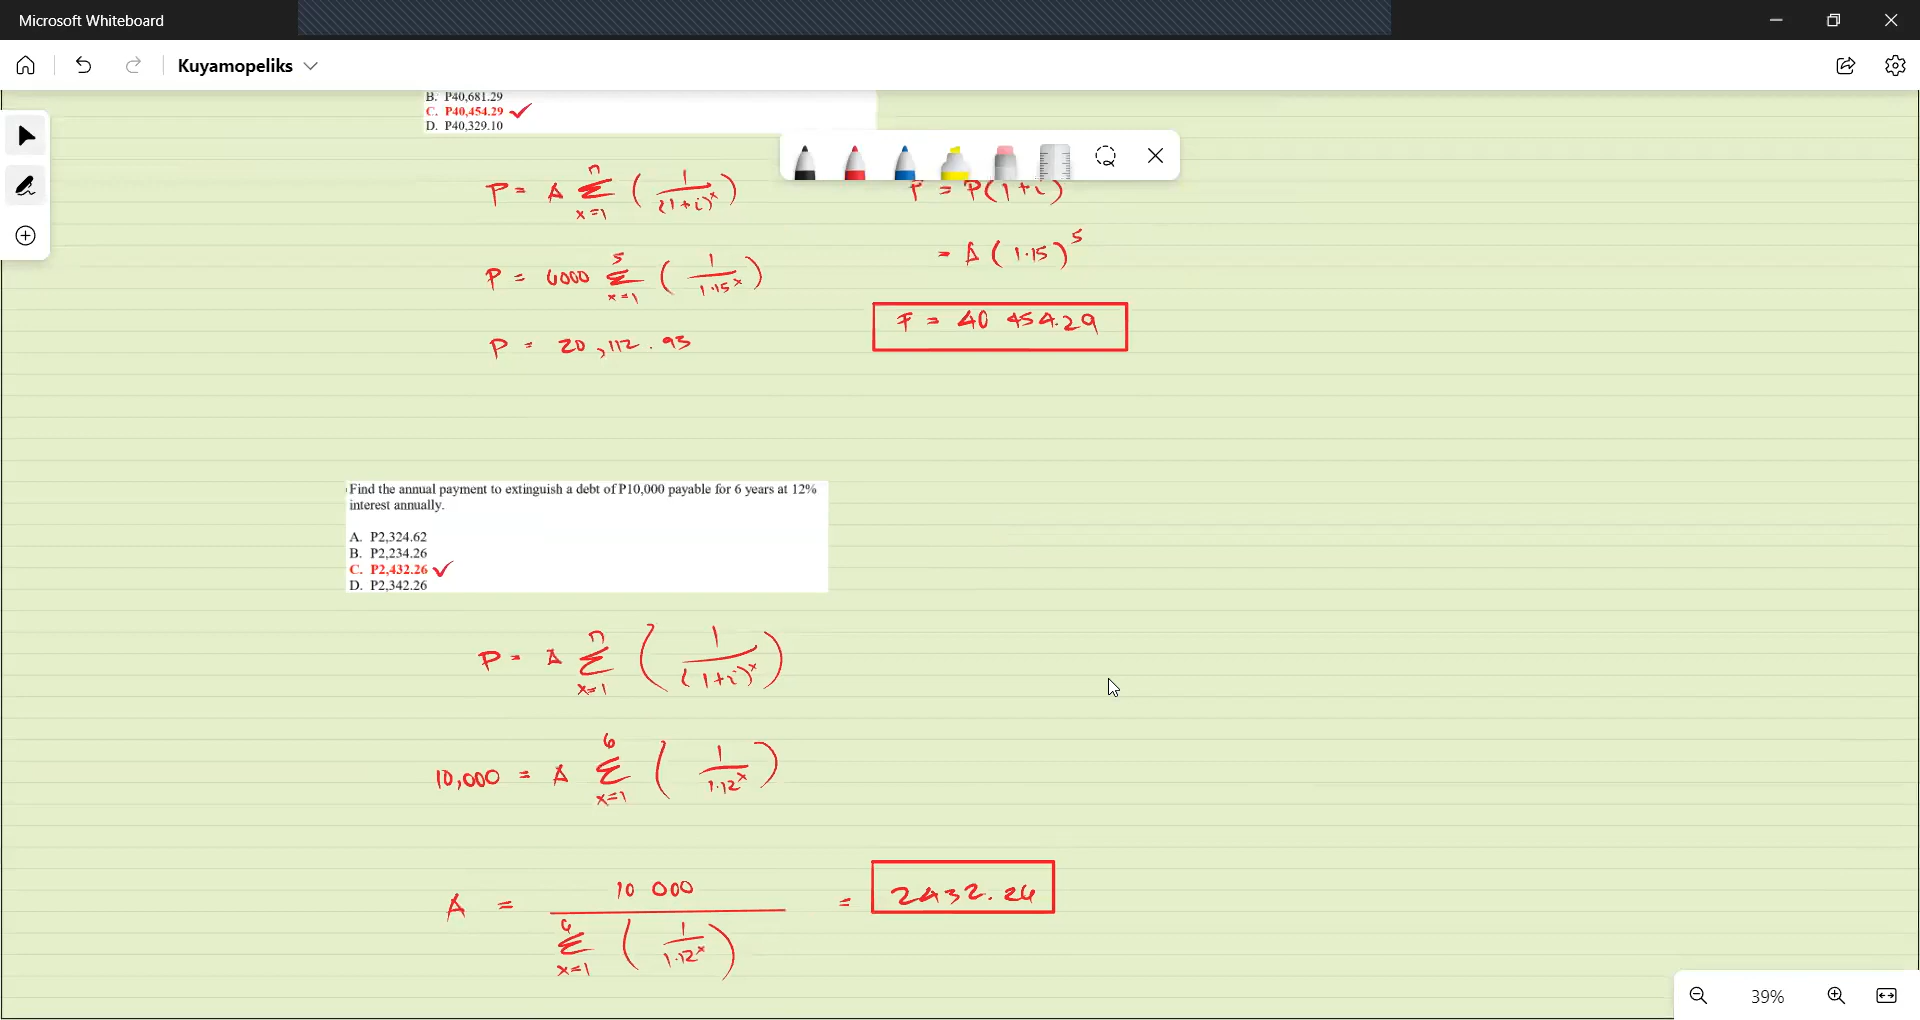 Microsoft Whiteboard
Kuyamopeliks
B. P40,681.29
C. P40,454.29 ✓
D. P40,329.10
P = A n Σ x=1 ( 1 / (1+i)^x )
P = 6000 5 Σ x=1 ( 1 / 1.15^x )
P = 20,112.93
F = P(1+i)
= A (1.15)^5
F = 40 454.29
Find the annual payment to extinguish a debt of P10,000 payable for 6 years at 12%
interest annually.
A. P2,324.62
B. P2,234.26
C. P2,432.26 ✓
D. P2,342.26
P = A n Σ x=1 ( 1 / (1+i)^x )
10,000 = A 6 Σ x=1 ( 1 / 1.12^x )
A = 10 000 / 6 Σ x=1 ( 1 / 1.12^x ) = 2432.26
39%